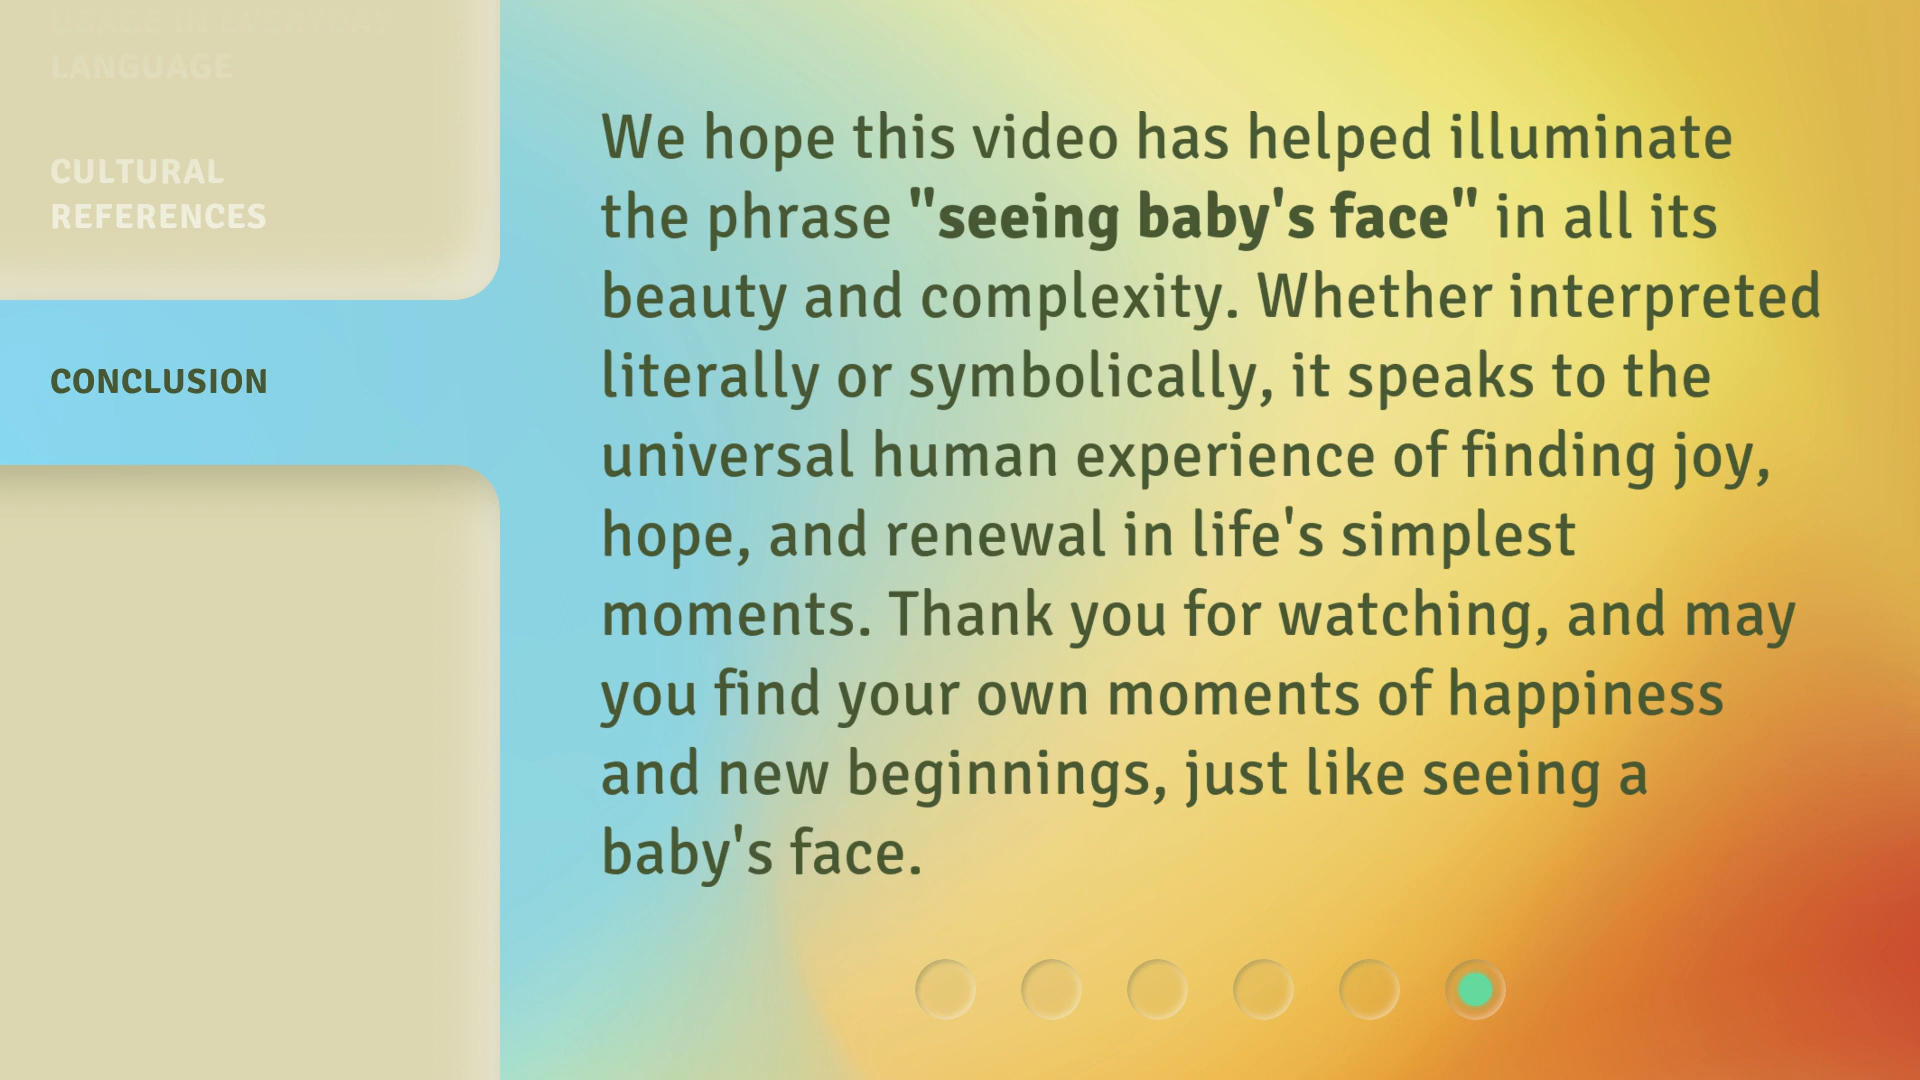 USAGE IN EVERYDAY
LANGUAGE
CULTURAL
REFERENCES
CONCLUSION
We hope this video has helped illuminate
the phrase "seeing baby's face" in all its
beauty and complexity. Whether interpreted
literally or symbolically, it speaks to the
universal human experience of finding joy,
hope, and renewal in life's simplest
moments. Thank you for watching, and may
you find your own moments of happiness
and new beginnings, just like seeing a
baby's face.